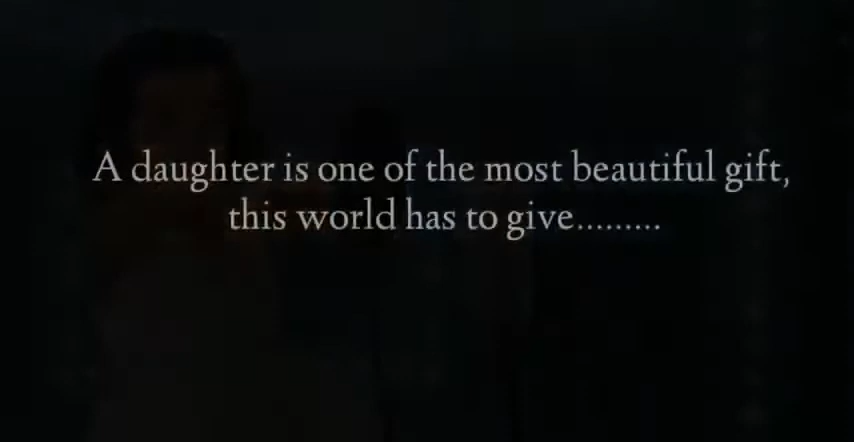 A daughter is one of the most beautiful gift,
this world has to give.........